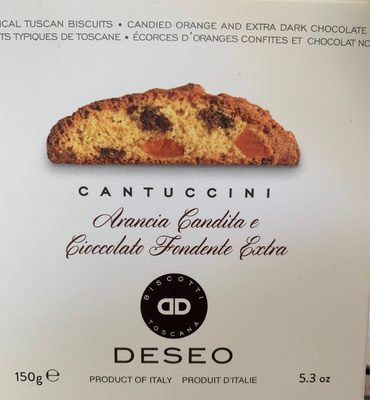 ICAL TUSCAN BISCUITS • CANDIED ORANGE AND EXTRA DARK CHOCOLATE
TS TYPIQUES DE TOSCANE • ÉCORCES D'ORANGES CONFITES ET CHOCOLAT NO
CANTUCCINI
Arancia Candita e
Cioccolato Fondente Extra
BISCOTTI
DD
TOSCANA
DESEO
150g ℮ PRODUCT OF ITALY PRODUIT D'ITALIE 5.3 oz